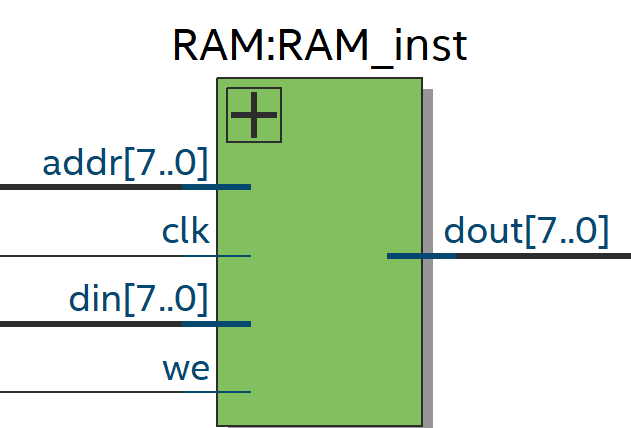 RAM:RAM_inst
addr[7..0]
clk
dout[7..0]
din[7..0]
we